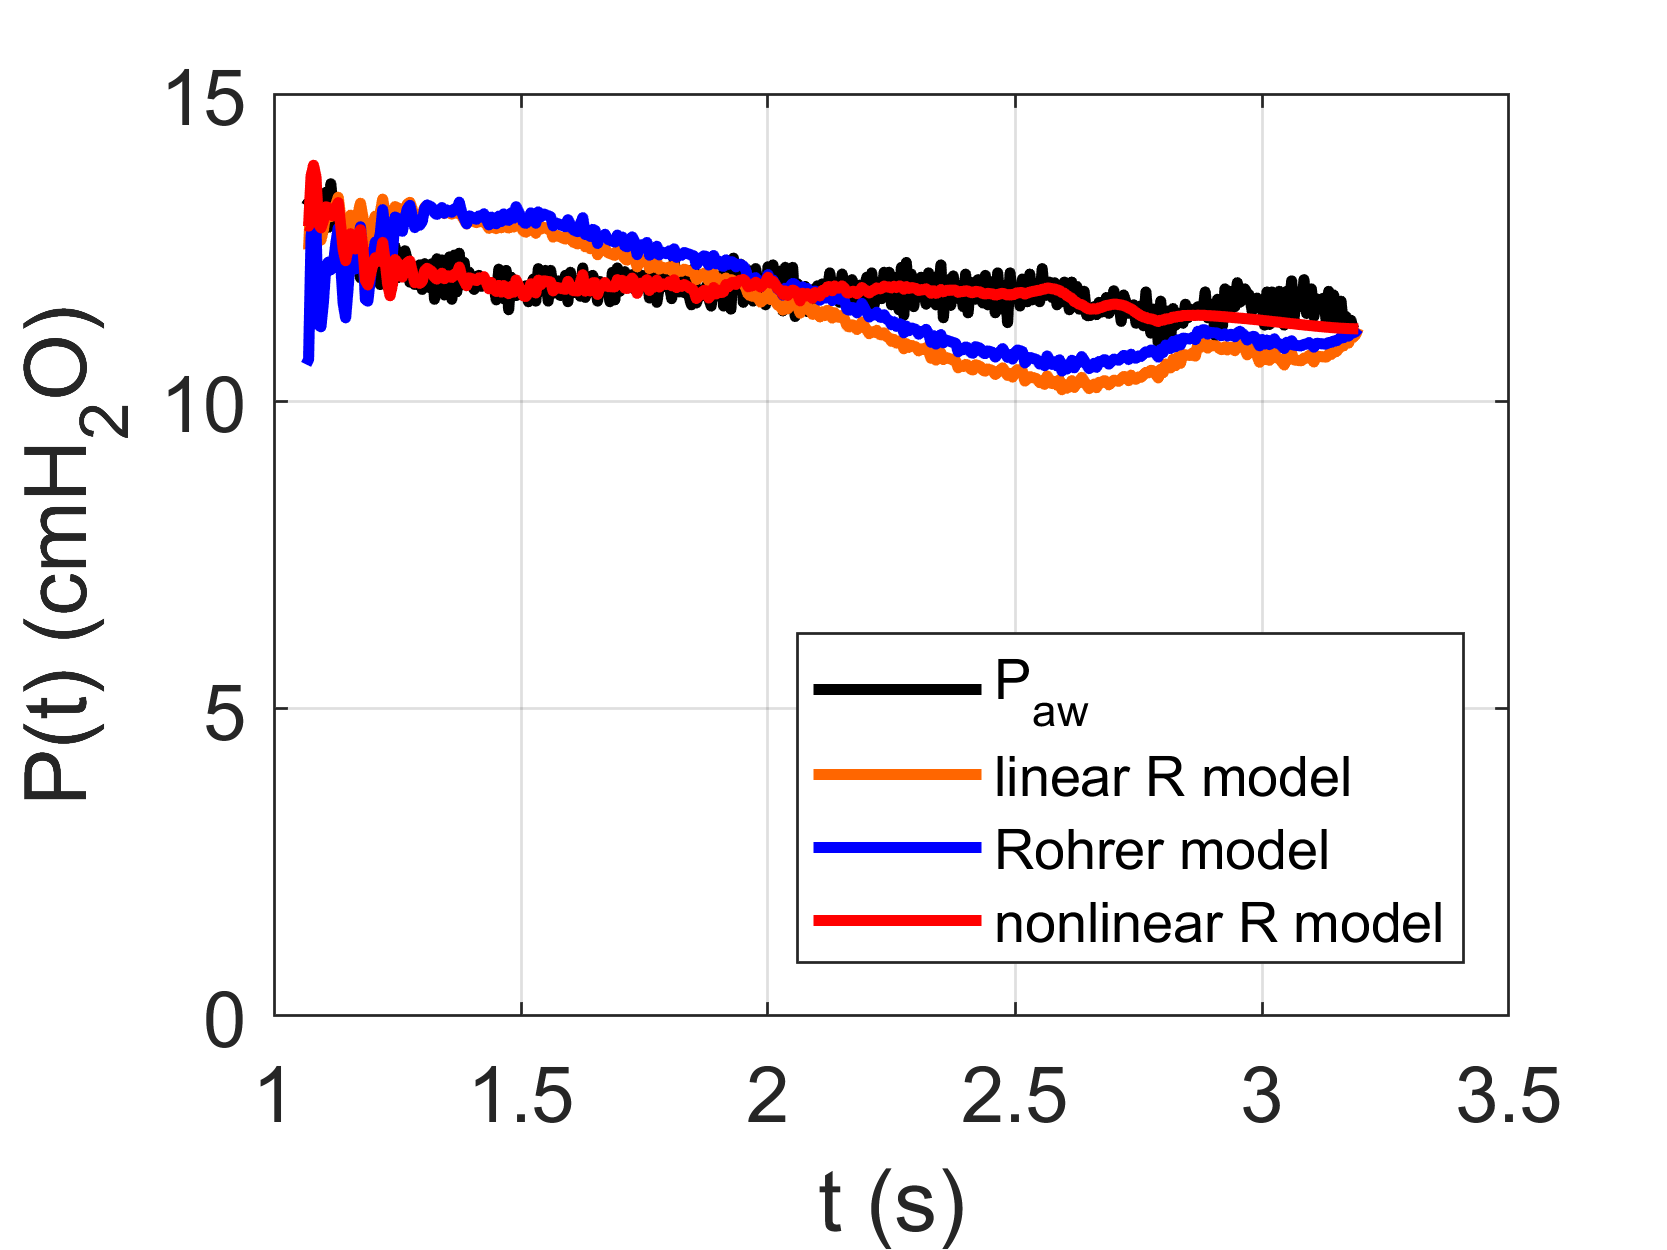 P(t) (cmH₂O)
15
10
5
0
P_aw
linear R model
Rohrer model
nonlinear R model
1 1.5 2 2.5 3 3.5
t (s)